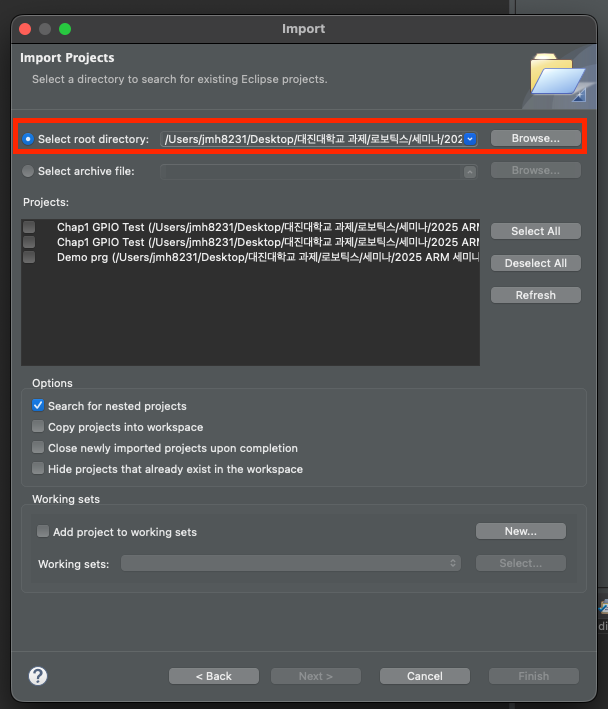 Import
Import Projects
Select a directory to search for existing Eclipse projects.
Select root directory: /Users/jmh8231/Desktop/대진대학교 과제/로보틱스/세미나/202 Browse...
Select archive file: Browse...
Projects:
Chap1 GPIO Test (/Users/jmh8231/Desktop/대진대학교 과제/로보틱스/세미나/2025 ARM Select All
Chap1 GPIO Test (/Users/jmh8231/Desktop/대진대학교 과제/로보틱스/세미나/2025 ARM
Demo prg (/Users/jmh8231/Desktop/대진대학교 과제/로보틱스/세미나/2025 ARM 세미나
Deselect All
Refresh
Options
Search for nested projects
Copy projects into workspace
Close newly imported projects upon completion
Hide projects that already exist in the workspace
Working sets
Add project to working sets New...
Working sets: Select...
di
? < Back Next > Cancel Finish